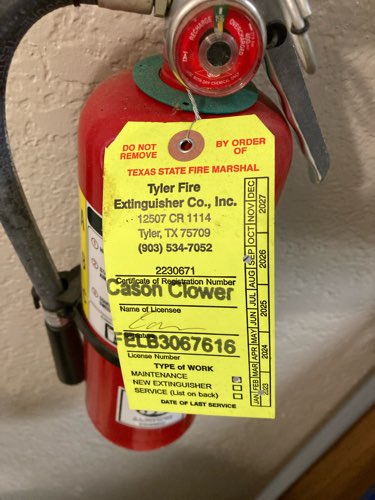 RECHARGE
OVERCHARGED
DO NOT REMOVE
BY ORDER OF
TEXAS STATE FIRE MARSHAL
Tyler Fire
Extinguisher Co., Inc.
12507 CR 1114
Tyler, TX 75709
(903) 534-7052
2230671
Certificate of Registration Number
Cason Clower
Name of Licensee
FELB3067616
License Number
TYPE of WORK
MAINTENANCE
NEW EXTINGUISHER
SERVICE (List on back)
DATE OF LAST SERVICE
JAN FEB MAR APR MAY JUN JUL AUG SEP OCT NOV DEC
2023 2024 2025 2026 2027